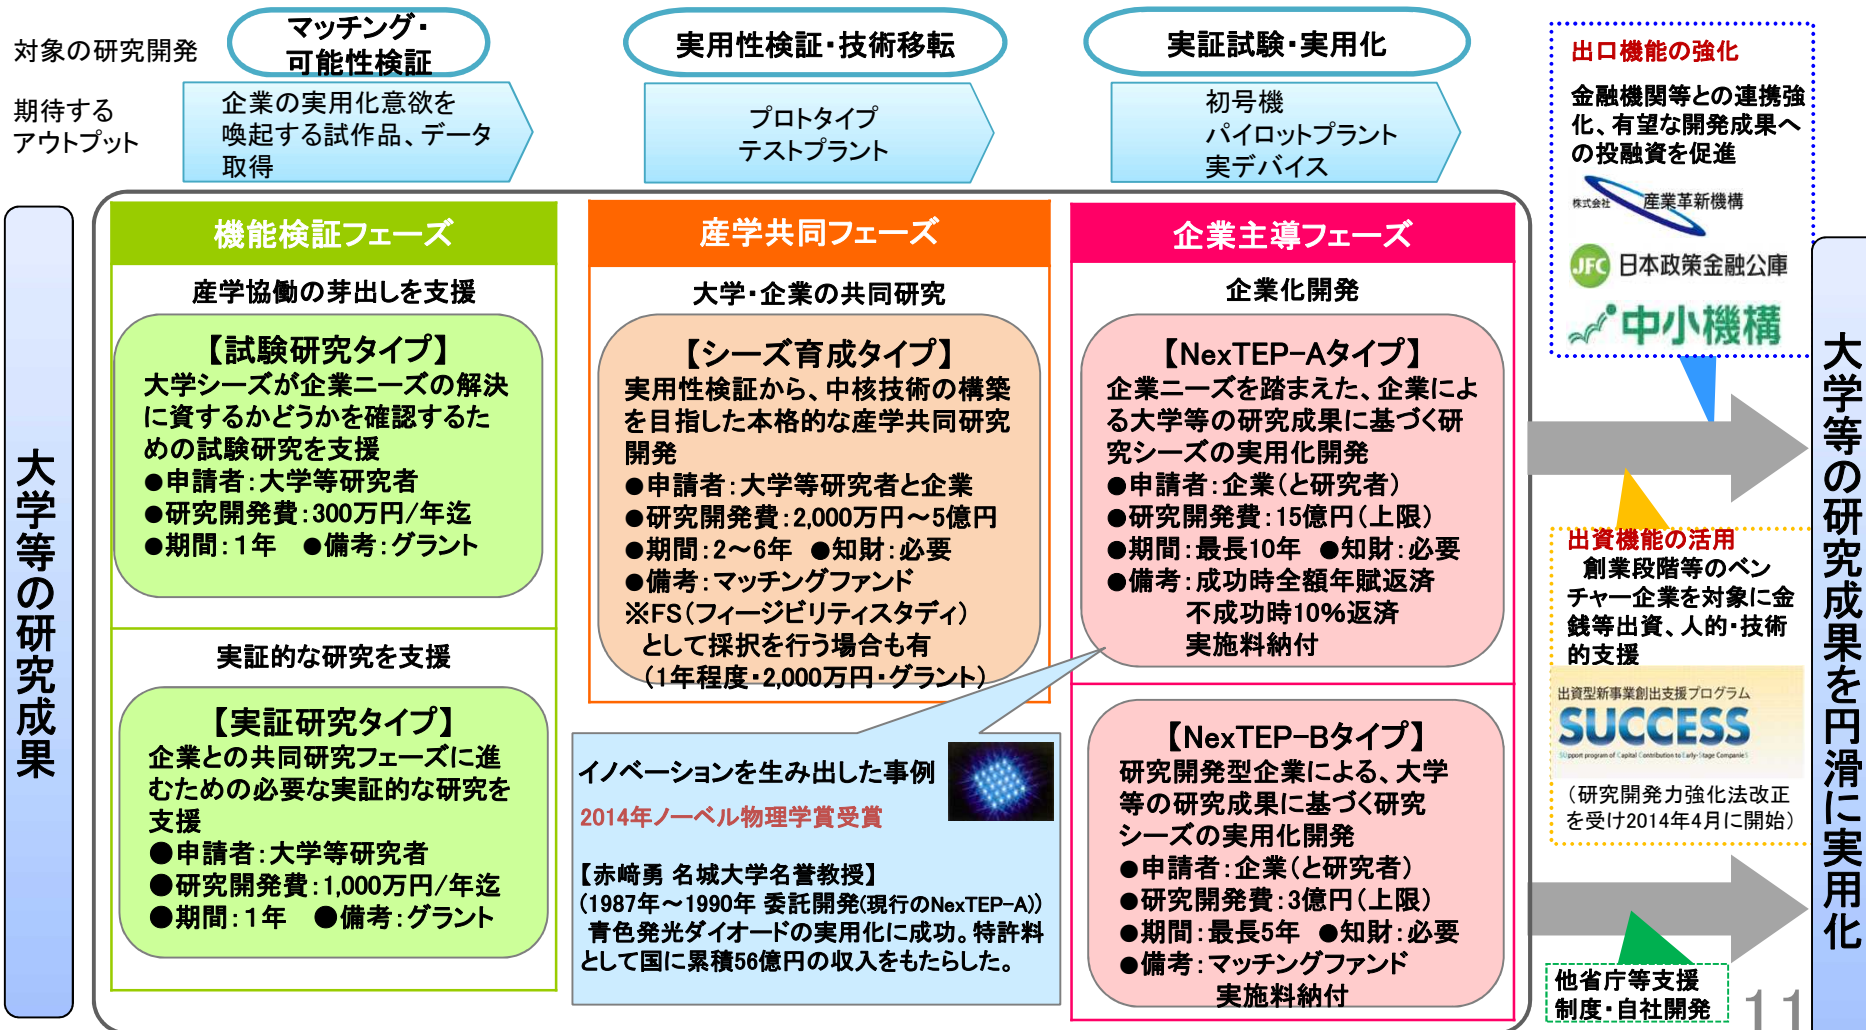 対象の研究開発
マッチング・
可能性検証
実用性検証・技術移転
実証試験・実用化
期待する
アウトプット
企業の実用化意欲を
喚起する試作品、データ
取得
プロトタイプ
テストプラント
初号機
パイロットプラント
実デバイス
大学等の研究成果
機能検証フェーズ
産学協働の芽出しを支援
【試験研究タイプ】
大学シーズが企業ニーズの解決
に資するかどうかを確認するた
めの試験研究を支援
●申請者：大学等研究者
●研究開発費：300万円/年迄
●期間：1年　●備考：グラント
実証的な研究を支援
【実証研究タイプ】
企業との共同研究フェーズに進
むための必要な実証的な研究を
支援
●申請者：大学等研究者
●研究開発費：1,000万円/年迄
●期間：1年　●備考：グラント
産学共同フェーズ
大学・企業の共同研究
【シーズ育成タイプ】
実用性検証から、中核技術の構築
を目指した本格的な産学共同研究
開発
●申請者：大学等研究者と企業
●研究開発費：2,000万円～5億円
●期間：2～6年　●知財：必要
●備考：マッチングファンド
※FS（フィージビリティスタディ）
として採択を行う場合も有
（1年程度・2,000万円・グラント）
イノベーションを生み出した事例
2014年ノーベル物理学賞受賞
【赤﨑勇 名城大学名誉教授】
（1987年～1990年 委託開発(現行のNexTEP-A)）
青色発光ダイオードの実用化に成功。特許料
として国に累積56億円の収入をもたらした。
企業主導フェーズ
企業化開発
【NexTEP-Aタイプ】
企業ニーズを踏まえた、企業によ
る大学等の研究成果に基づく研
究シーズの実用化開発
●申請者：企業（と研究者）
●研究開発費：15億円（上限）
●期間：最長10年　●知財：必要
●備考：成功時全額年賦返済
不成功時10%返済
実施料納付
【NexTEP-Bタイプ】
研究開発型企業による、大学
等の研究成果に基づく研究
シーズの実用化開発
●申請者：企業（と研究者）
●研究開発費：3億円（上限）
●期間：最長5年　●知財：必要
●備考：マッチングファンド
実施料納付
出口機能の強化
金融機関等との連携強
化、有望な開発成果へ
の投融資を促進
株式会社 産業革新機構
JFC 日本政策金融公庫
中小機構
出資機能の活用
創業段階等のベン
チャー企業を対象に金
銭等出資、人的・技術
的支援
出資型新事業創出支援プログラム
SUCCESS
SUpport program of Capital Contribution to Early-Stage CompanieS
（研究開発力強化法改正
を受け2014年4月に開始）
他省庁等支援
制度・自社開発
大学等の研究成果を円滑に実用化
11